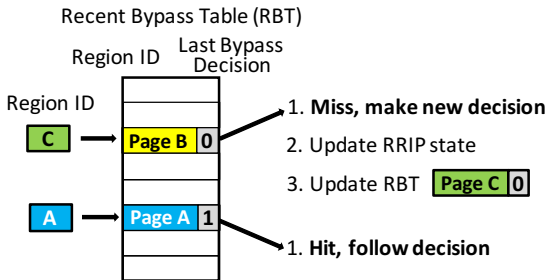 Recent Bypass Table (RBT)
Region ID
Last Bypass
Decision
Region ID
C
Page B 0
A
Page A 1
1. Miss, make new decision
2. Update RRIP state
3. Update RBT Page C 0
1. Hit, follow decision